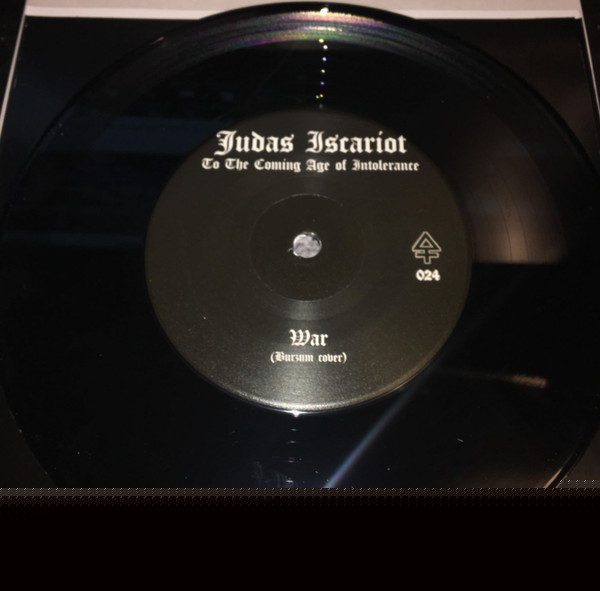 Judas Iscariot
To The Coming Age of Intolerance
024
War
(Burzum cover)